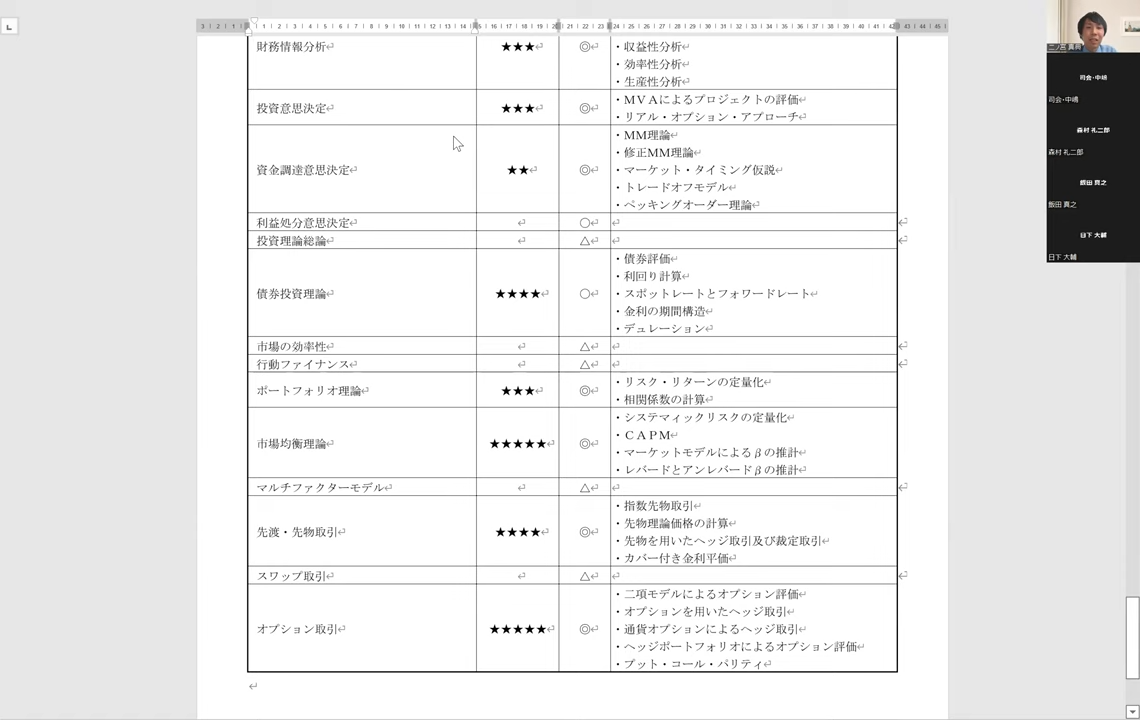 財務情報分析 ★★★ ◎ ・収益性分析
・効率性分析
・生産性分析
投資意思決定 ★★★ ◎ ・ＭＶＡによるプロジェクトの評価
・リアル・オプション・アプローチ
資金調達意思決定 ★★ ◎ ・ＭＭ理論
・修正ＭＭ理論
・マーケット・タイミング仮説
・トレードオフモデル
・ペッキングオーダー理論
利益処分意思決定 ○
投資理論総論 △
債券投資理論 ★★★★ ○ ・債券評価
・利回り計算
・スポットレートとフォワードレート
・金利の期間構造
・デュレーション
市場の効率性 △
行動ファイナンス △
ポートフォリオ理論 ★★★ ◎ ・リスク・リターンの定量化
・相関係数の計算
市場均衡理論 ★★★★★ ◎ ・システマィックリスクの定量化
・ＣＡＰＭ
・マーケットモデルによるβの推計
・レバードとアンレバードβの推計
マルチファクターモデル △
先渡・先物取引 ★★★★ ◎ ・指数先物取引
・先物理論価格の計算
・先物を用いたヘッジ取引及び裁定取引
・カバー付き金利平価
スワップ取引 △
オプション取引 ★★★★★ ◎ ・二項モデルによるオプション評価
・オプションを用いたヘッジ取引
・通貨オプションによるヘッジ取引
・ヘッジポートフォリオによるオプション評価
・プット・コール・パリティ
司会・中嶋
司会・中嶋
森村 礼二郎
森村 礼二郎
飯田 真之
飯田 真之
日下 大輔
日下 大輔